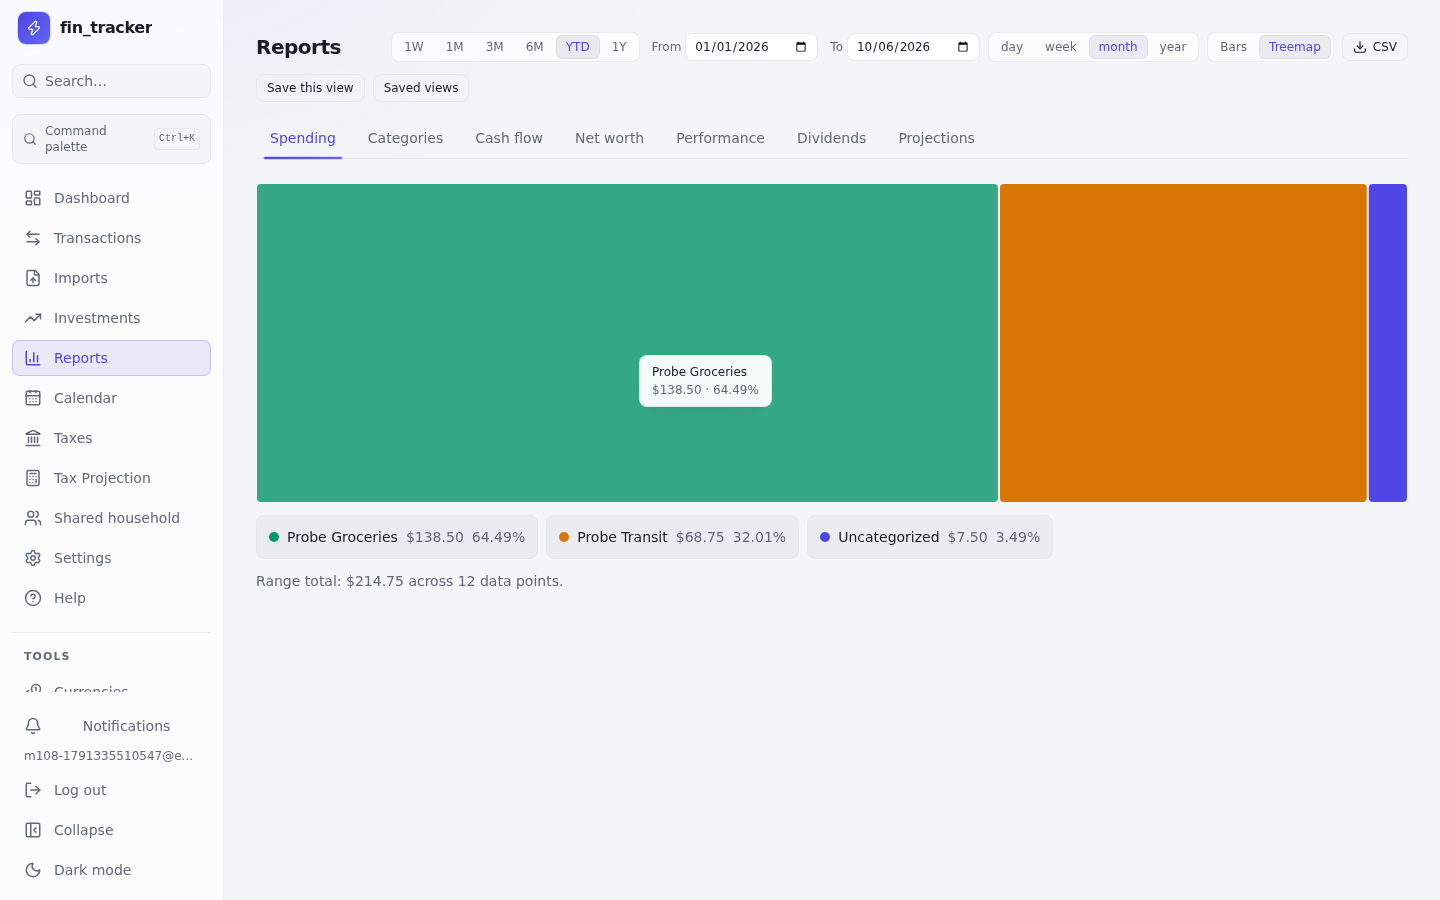 fin_tracker
Search...
Command
palette
Ctrl+K
Dashboard
Transactions
Imports
Investments
Reports
Calendar
Taxes
Tax Projection
Shared household
Settings
Help
TOOLS
Currencies
Notifications
m108-1791335510547@e...
Log out
Collapse
Dark mode
Reports
1W 1M 3M 6M YTD 1Y From 01/01/2026 To 10/06/2026 day week month year Bars Treemap CSV
Save this view Saved views
Spending Categories Cash flow Net worth Performance Dividends Projections
Probe Groceries
$138.50 · 64.49%
Probe Groceries $138.50 64.49% Probe Transit $68.75 32.01% Uncategorized $7.50 3.49%
Range total: $214.75 across 12 data points.